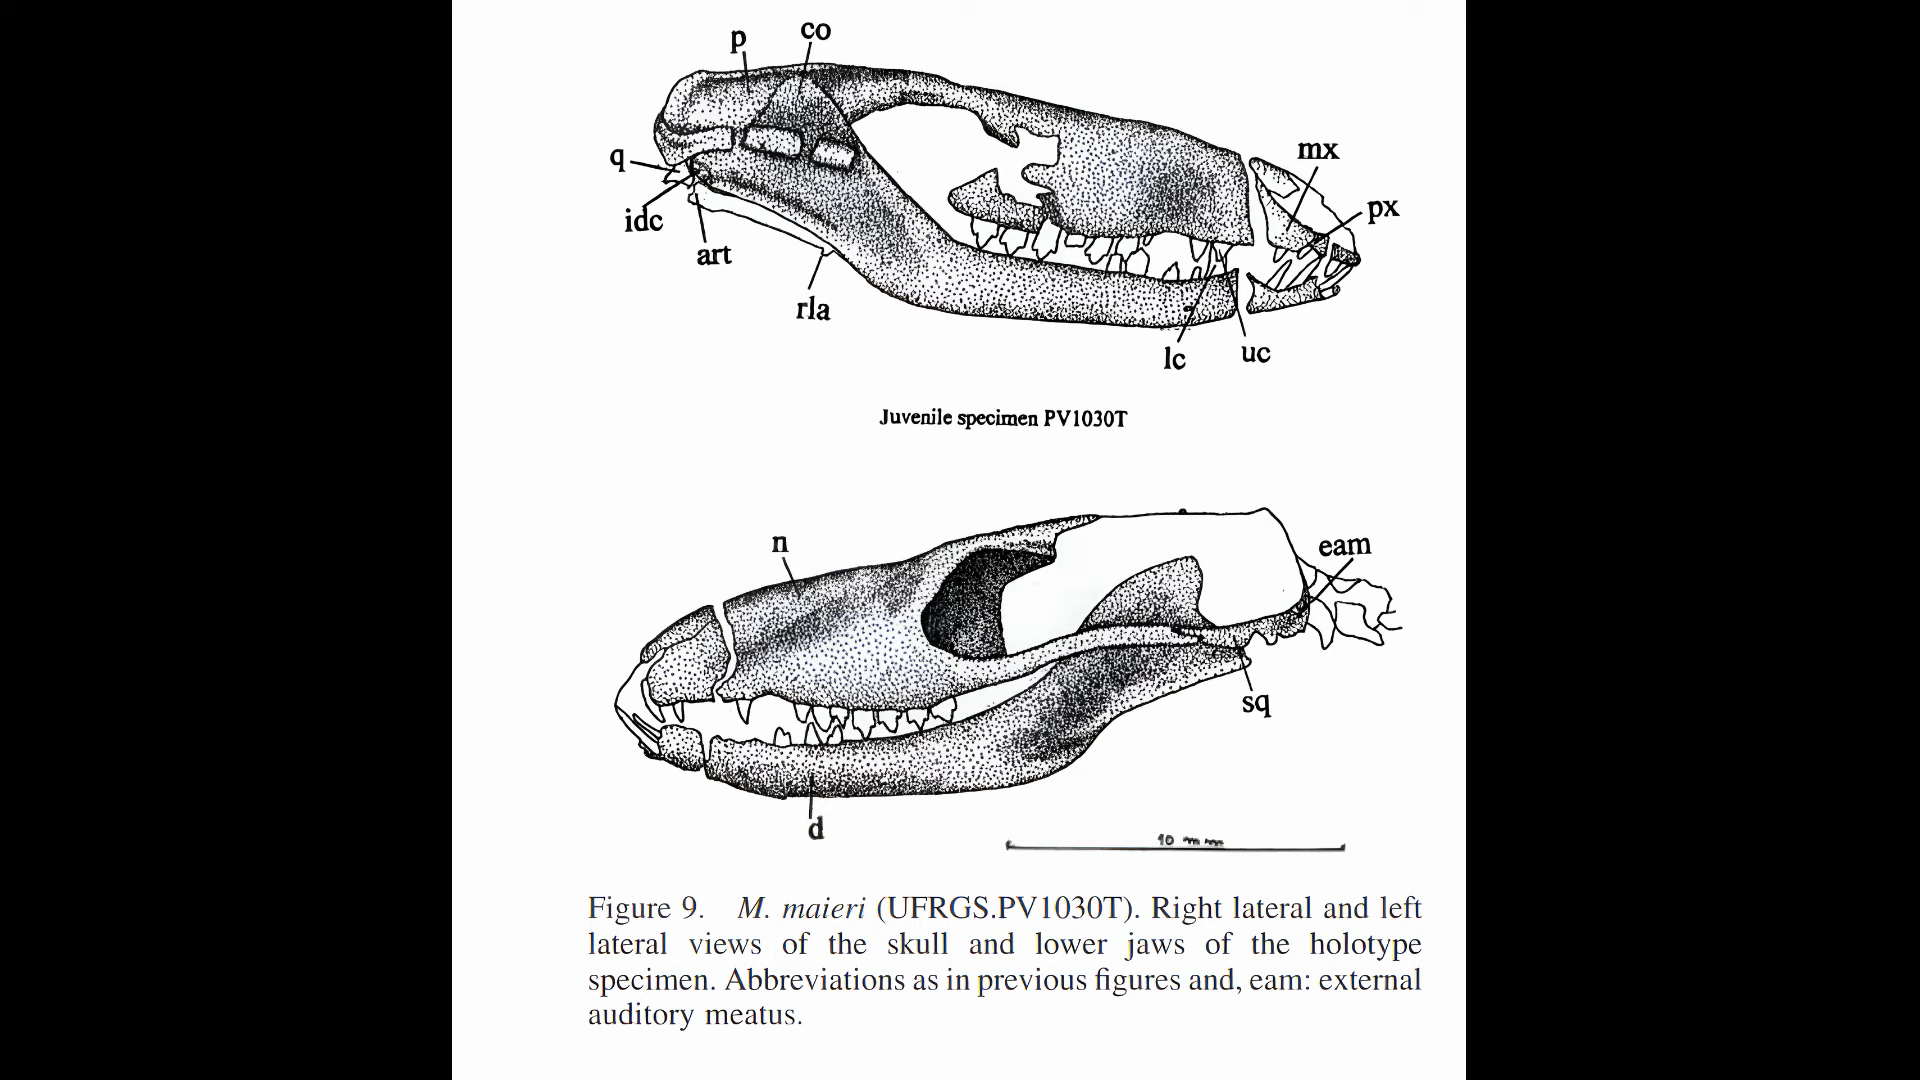 p
co
q
idc
art
rla
mx
px
lc
uc
Juvenile specimen PV1030T
n
eam
sq
d
10 mm
Figure 9. M. maieri (UFRGS.PV1030T). Right lateral and left
lateral views of the skull and lower jaws of the holotype
specimen. Abbreviations as in previous figures and, eam: external
auditory meatus.